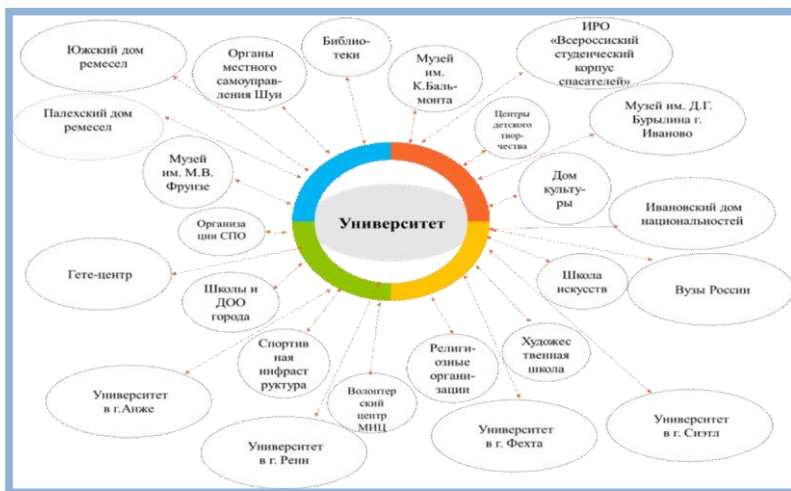 Южский дом
ремесел
Органы
местного
самоуправ-
ления Шуи
Библио-
теки
Музей
им.
К.Баль-
монта
ИРО
«Всероссиский
студенческий
корпус
спасателей»
Палехский дом
ремесел
Центры
детского
твор-
чества
Музей им. Д.Г.
Бурылина г.
Иваново
Музей
им. М.В.
Фрунзе
Дом
культу-
ры
Ивановский дом
национальностей
Университет
Организа
ции СПО
Гете-центр
Школы и
ДОО
города
Школа
искусств
Вузы России
Спортив
ная
инфраст
руктура
Волонтер
ский
центр
МИЦ
Религи-
озные
органи-
зации
Художес
твенная
школа
Университет
в г.Анже
Университет
в г. Ренн
Университет
в г. Фехта
Университет
в г. Сиэтл